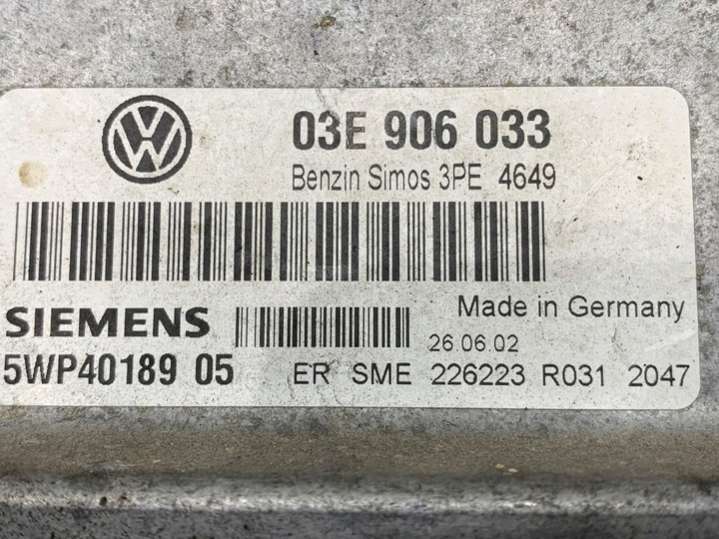 03E 906 033
Benzin Simos 3PE 4649
Made in Germany
SIEMENS
26.06.02
5WP40189 05 ER SME 226223 R031 2047